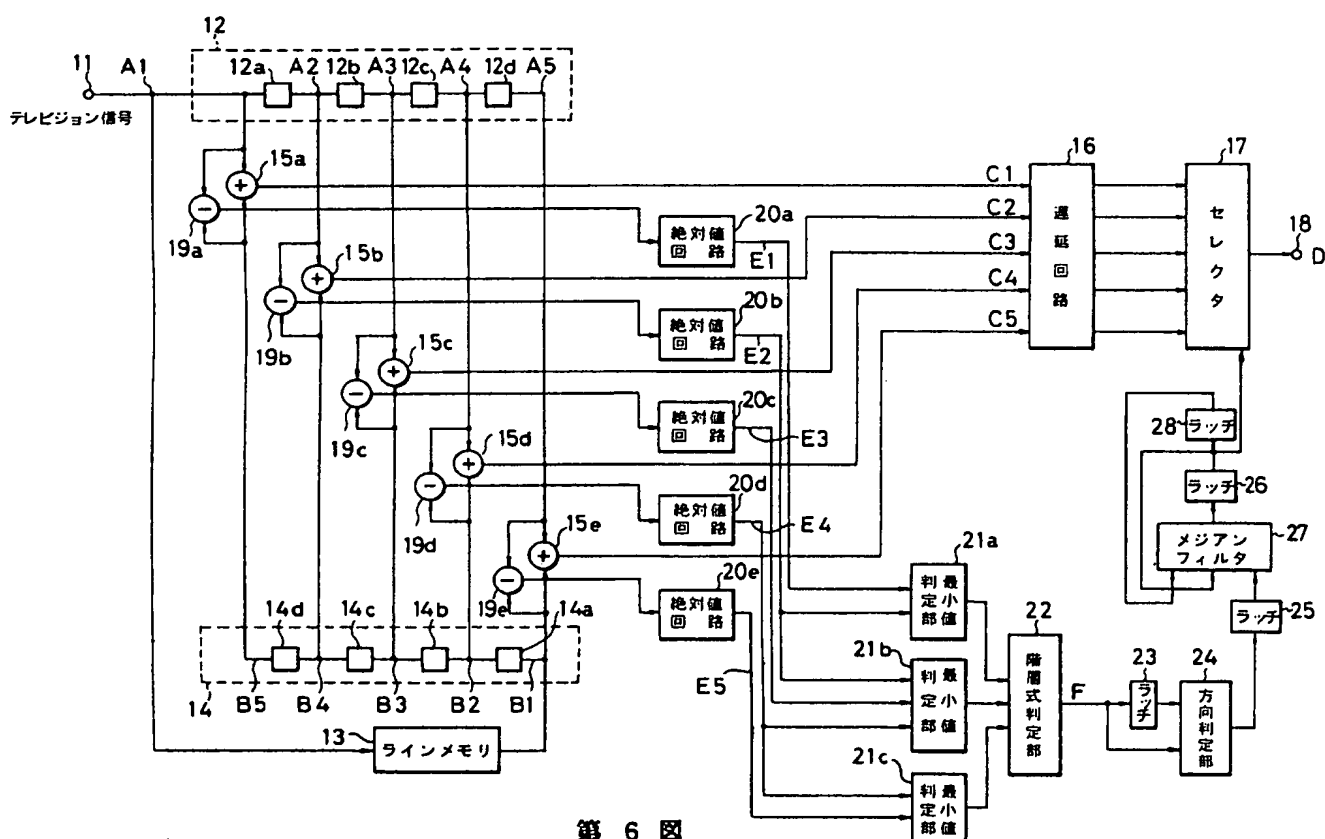 12
11
A1
12a
A2
12b
A3
12c
A4
12d
A5
テレビジョン信号
15a
19a
15b
19b
15c
19c
15d
19d
15e
19e
+
−
+
−
+
−
+
−
+
−
絶対値
回 路
20a
E1
絶対値
回 路
20b
E2
絶対値
回 路
20c
E3
絶対値
回 路
20d
E4
絶対値
回 路
20e
E5
C1
C2
C3
C4
C5
16
遅延回路
17
セレクタ
18
D
28
ラッチ
ラッチ
26
メジアン
フィルタ
27
ラッチ
25
21a
最小値
判定部
21b
最小値
判定部
21c
最小値
判定部
22
階層式判定部
F
23
ラッチ
24
方向判定部
14d
14c
14b
14a
14
B5
B4
B3
B2
B1
13
ラインメモリ
第 6 図